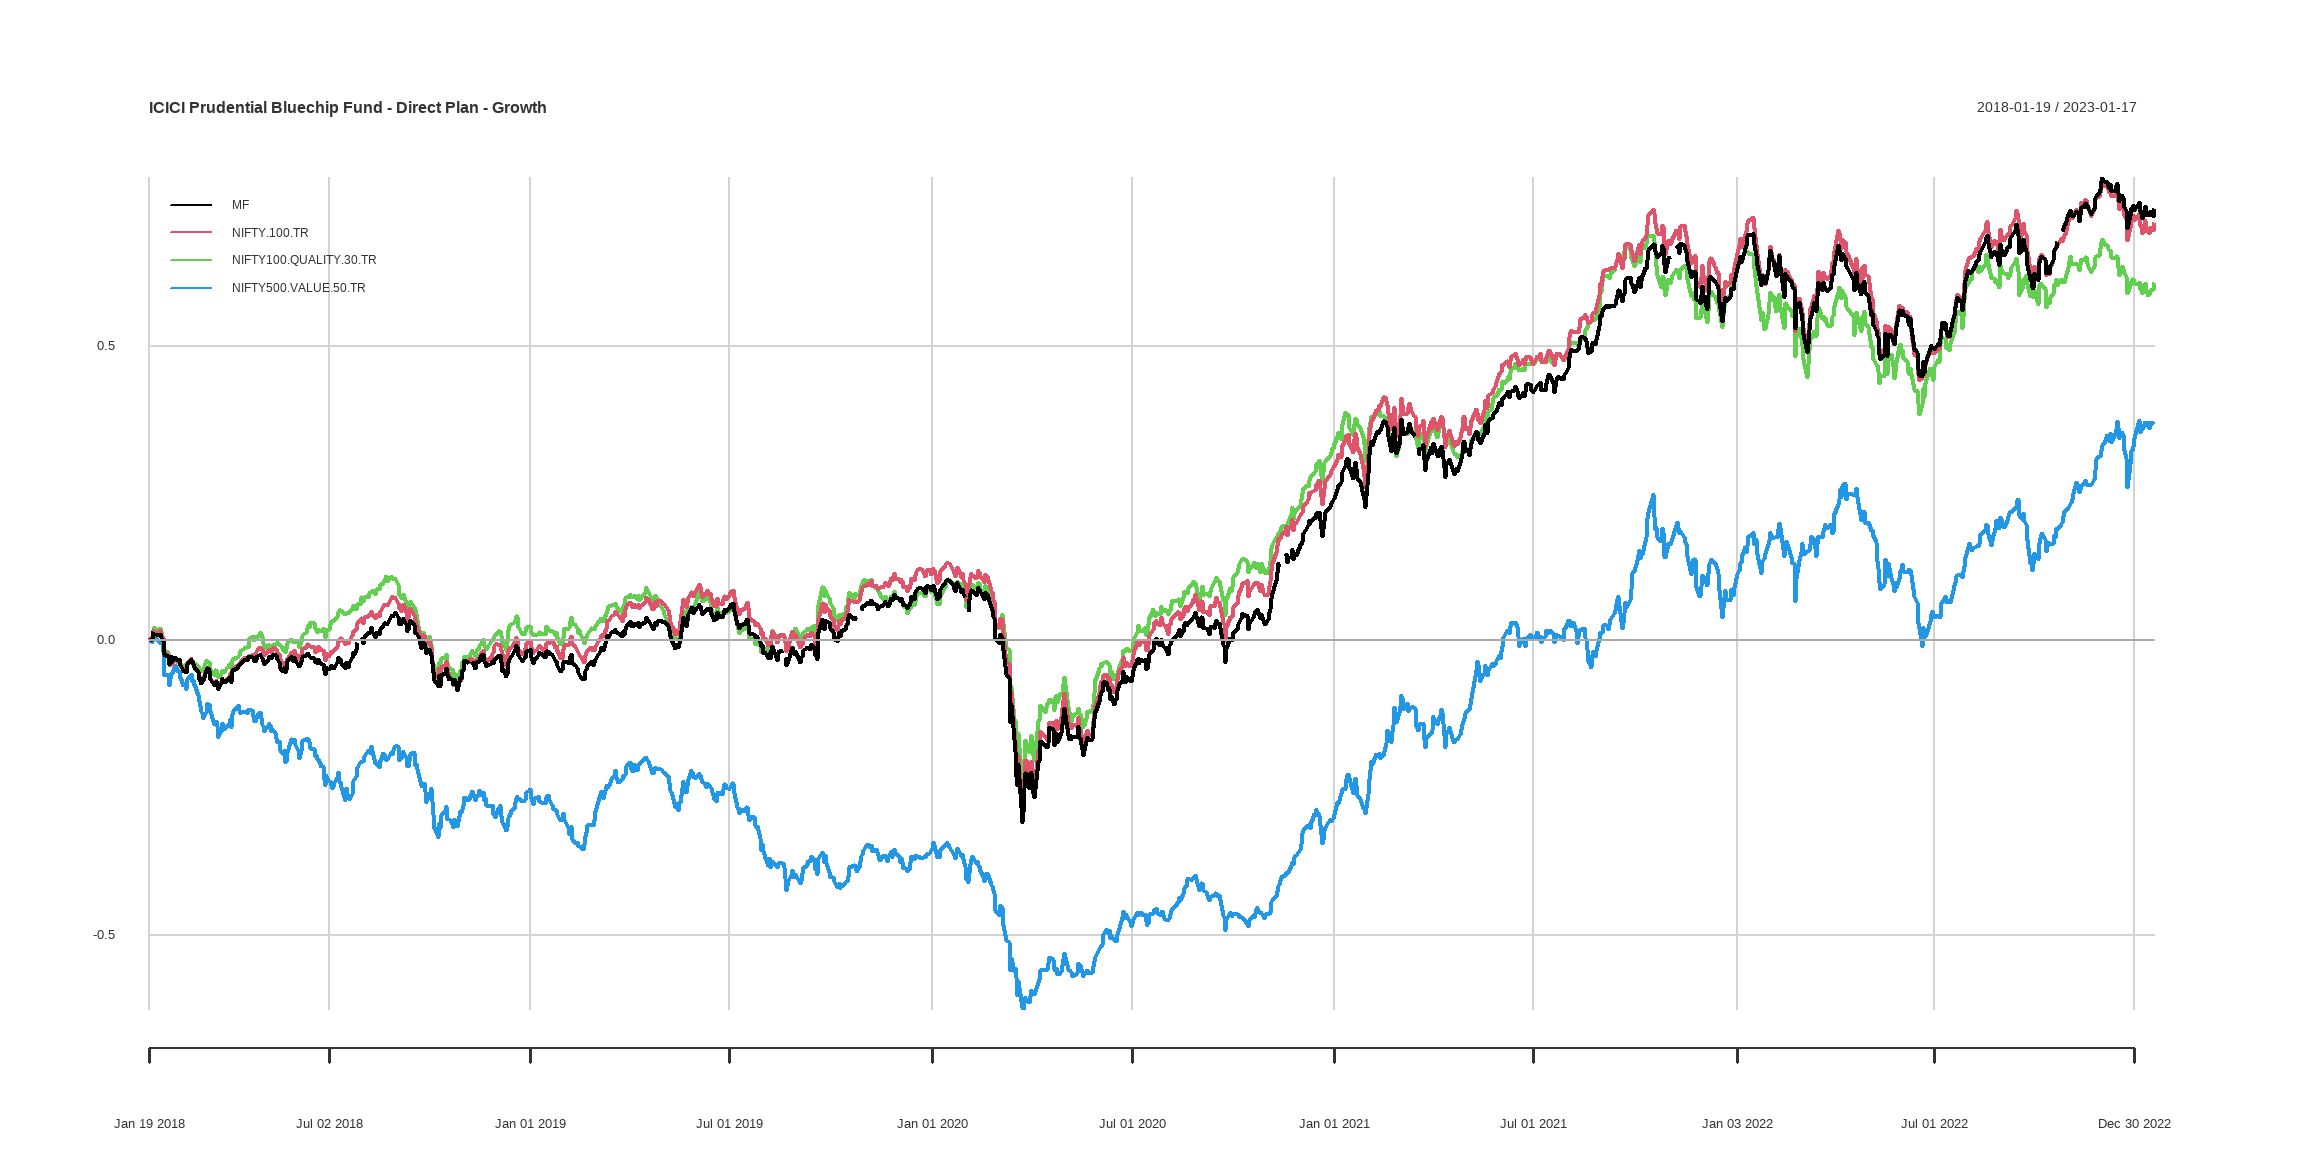 ICICI Prudential Bluechip Fund - Direct Plan - Growth
2018-01-19 / 2023-01-17
MF
NIFTY.100.TR
NIFTY100.QUALITY.30.TR
NIFTY500.VALUE.50.TR
0.5
0.0
-0.5
Jan 19 2018
Jul 02 2018
Jan 01 2019
Jul 01 2019
Jan 01 2020
Jul 01 2020
Jan 01 2021
Jul 01 2021
Jan 03 2022
Jul 01 2022
Dec 30 2022